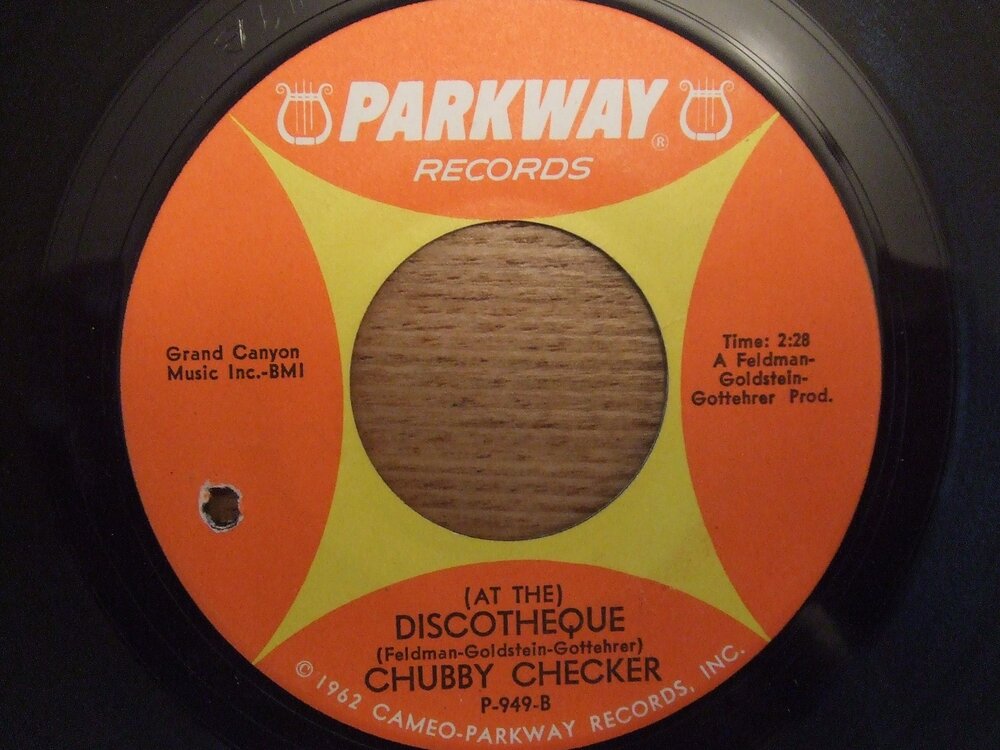 PARKWAY®
RECORDS
Grand Canyon
Music Inc.-BMI
Time: 2:28
A Feldman-
Goldstein-
Gottehrer Prod.
(AT THE)
DISCOTHEQUE
(Feldman-Goldstein-Gottehrer)
CHUBBY CHECKER
P-949-B
© 1962 CAMEO-PARKWAY RECORDS, INC.